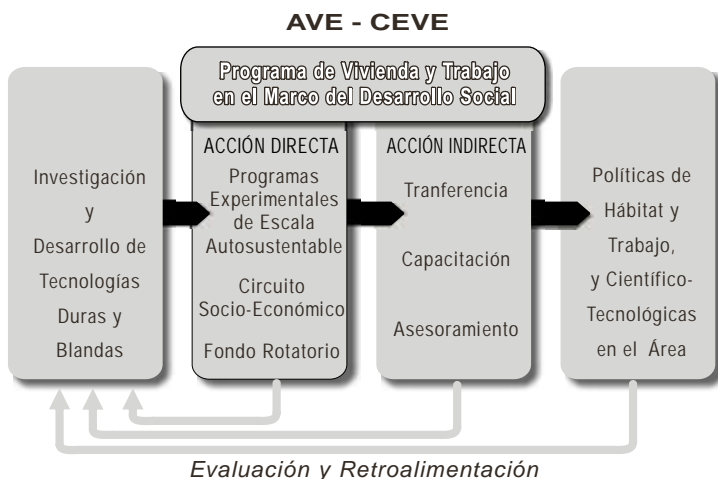 AVE - CEVE
Programa de Vivienda y Trabajo
en el Marco del Desarrollo Social
Investigación
y
Desarrollo de
Tecnologías
Duras y
Blandas
ACCIÓN DIRECTA
Programas
Experimentales
de Escala
Autosustentable
Circuito
Socio-Económico
Fondo Rotatorio
ACCIÓN INDIRECTA
Tranferencia
Capacitación
Asesoramiento
Políticas de
Hábitat y
Trabajo,
y Científico-
Tecnológicas
en el Área
Evaluación y Retroalimentación